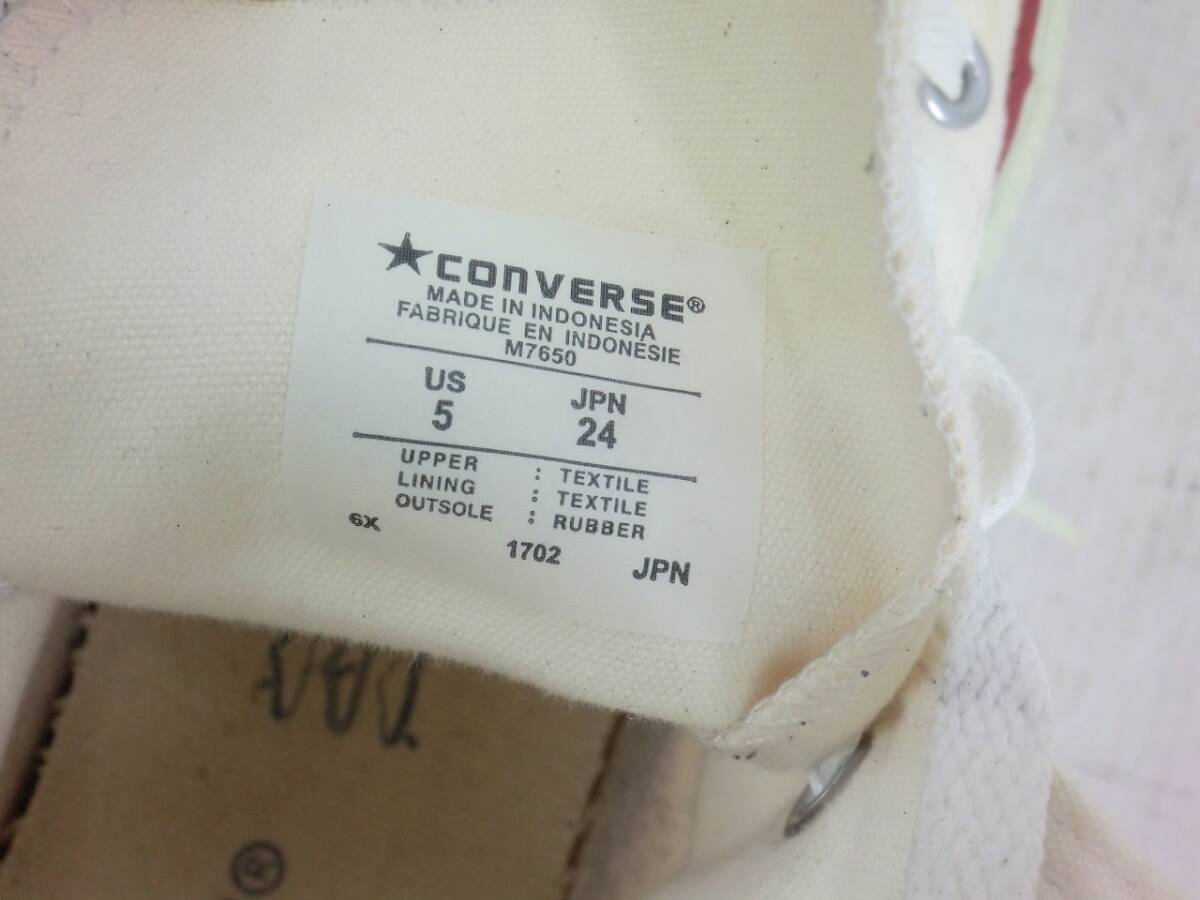 ★CONVERSE®
MADE IN INDONESIA
FABRIQUE EN INDONÉSIE
M7650
US JPN
5 24
UPPER : TEXTILE
LINING : TEXTILE
OUTSOLE : RUBBER
6X 1702 JPN